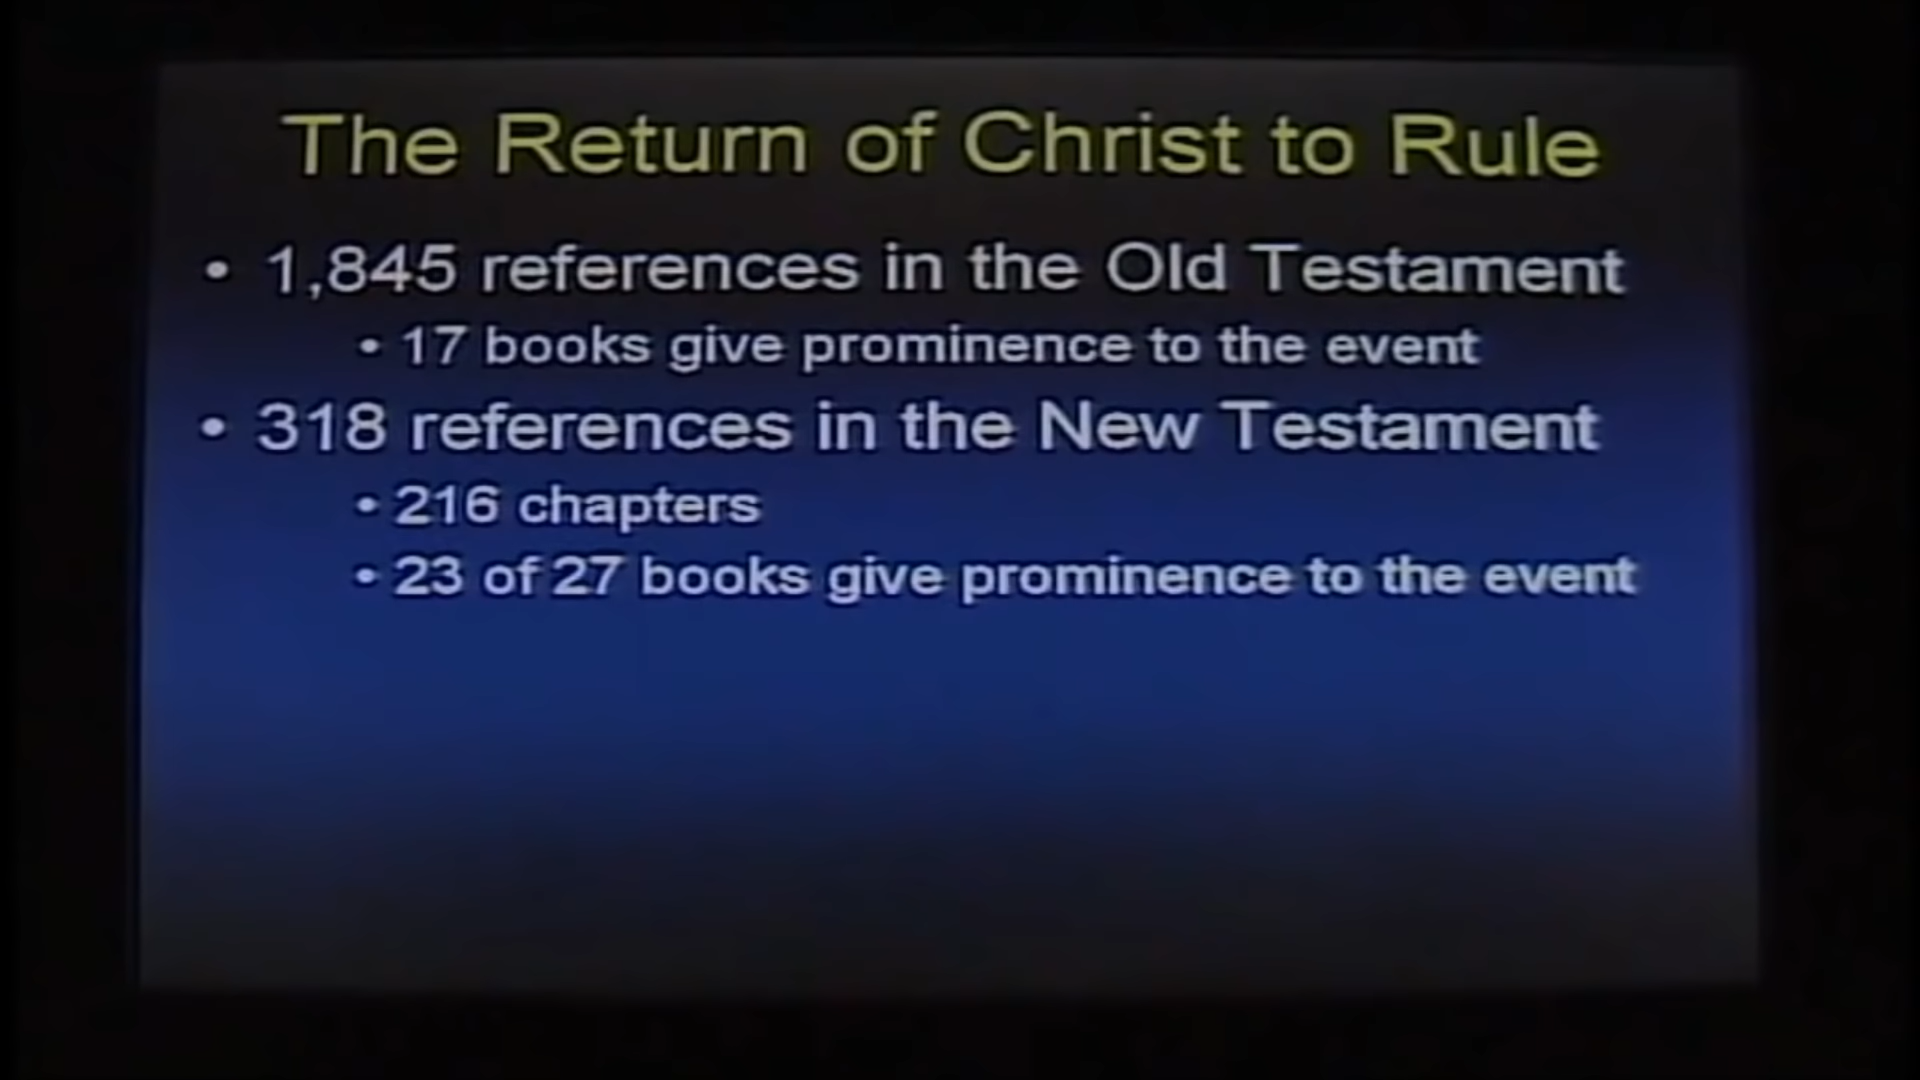 The Return of Christ to Rule
• 1,845 references in the Old Testament
• 17 books give prominence to the event
• 318 references in the New Testament
• 216 chapters
• 23 of 27 books give prominence to the event